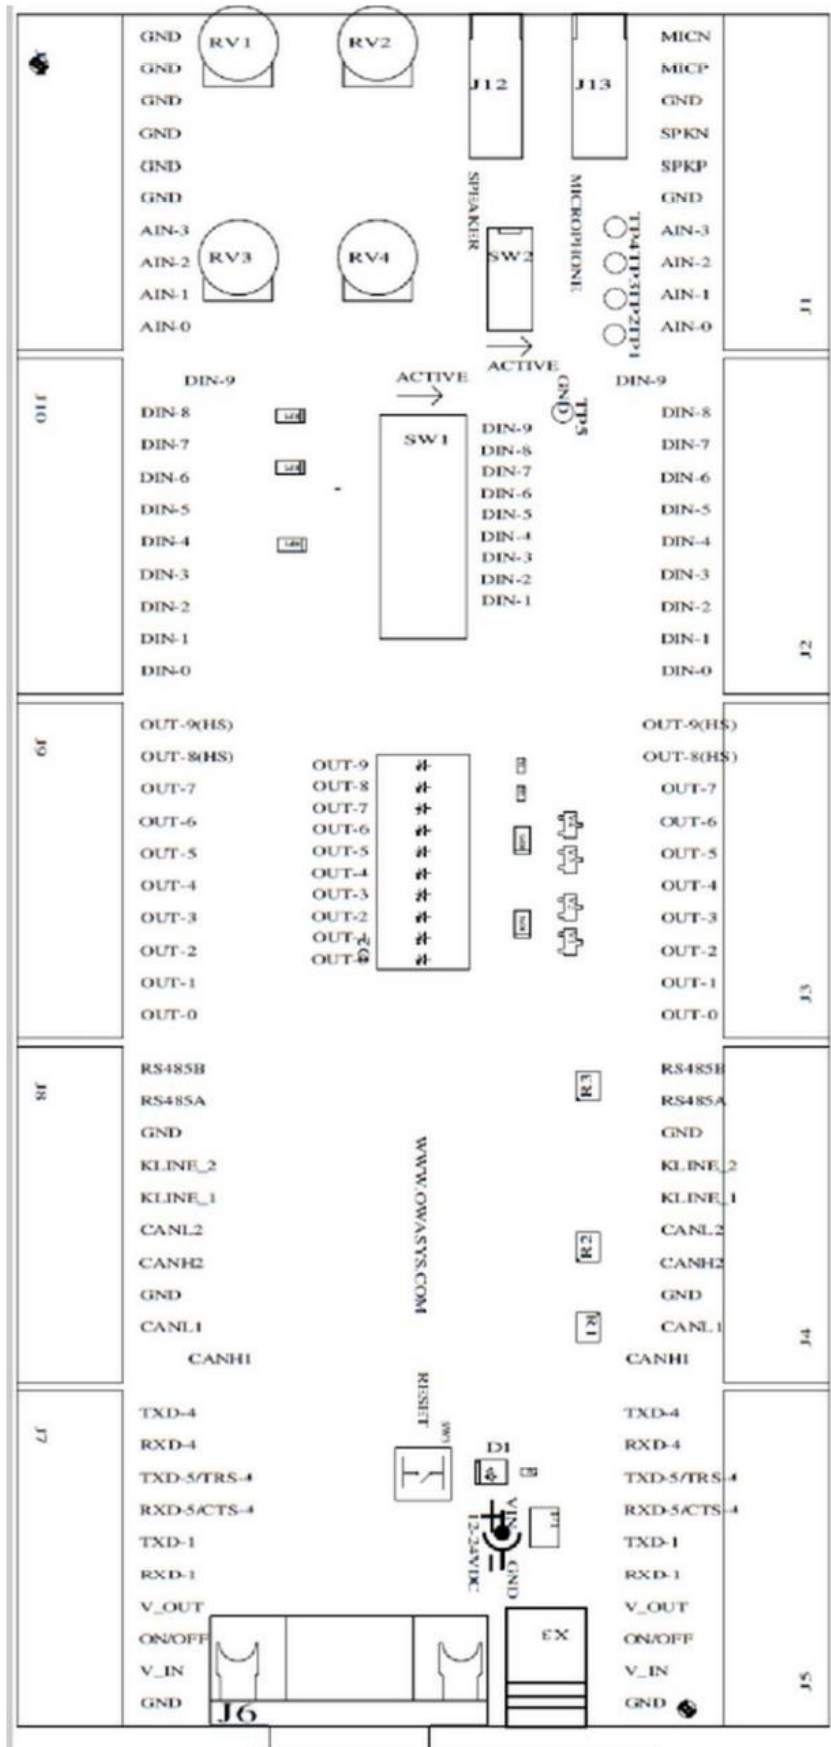 GND
GND
GND
GND
GND
GND
AIN-3
AIN-2
AIN-1
AIN-0
RV1
RV2
RV3
RV4
J12
J13
SPEAKER
MICROPHONE
SW2
ACTIVE
TP4 TP3 TP2 TP1
MICN
MICP
GND
SPKN
SPKP
GND
AIN-3
AIN-2
AIN-1
AIN-0
J1
J10
DIN-9
DIN-8
DIN-7
DIN-6
DIN-5
DIN-4
DIN-3
DIN-2
DIN-1
DIN-0
ACTIVE
SW1
DIN-9
DIN-8
DIN-7
DIN-6
DIN-5
DIN-4
DIN-3
DIN-2
DIN-1
GND
TP5
DIN-9
DIN-8
DIN-7
DIN-6
DIN-5
DIN-4
DIN-3
DIN-2
DIN-1
DIN-0
J2
J9
OUT-9(HS)
OUT-8(HS)
OUT-7
OUT-6
OUT-5
OUT-4
OUT-3
OUT-2
OUT-1
OUT-0
OUT-9
OUT-8
OUT-7
OUT-6
OUT-5
OUT-4
OUT-3
OUT-2
OUT-9(HS)
OUT-8(HS)
OUT-7
OUT-6
OUT-5
OUT-4
OUT-3
OUT-2
OUT-1
OUT-0
J3
J8
RS485B
RS485A
GND
KLINE_2
KLINE_1
CANL2
CANH2
GND
CANL1
CANH1
WWW.OWASYS.COM
R3
R2
R1
RS485B
RS485A
GND
KLINE_2
KLINE_1
CANL2
CANH2
GND
CANL1
CANH1
J4
J7
TXD-4
RXD-4
TXD-5/TRS-4
RXD-5/CTS-4
TXD-1
RXD-1
V_OUT
ON/OFF
V_IN
GND
RESET
D1
VIN
12-24VDC
GND
J6
X3
TXD-4
RXD-4
TXD-5/TRS-4
RXD-5/CTS-4
TXD-1
RXD-1
V_OUT
ON/OFF
V_IN
GND
J5